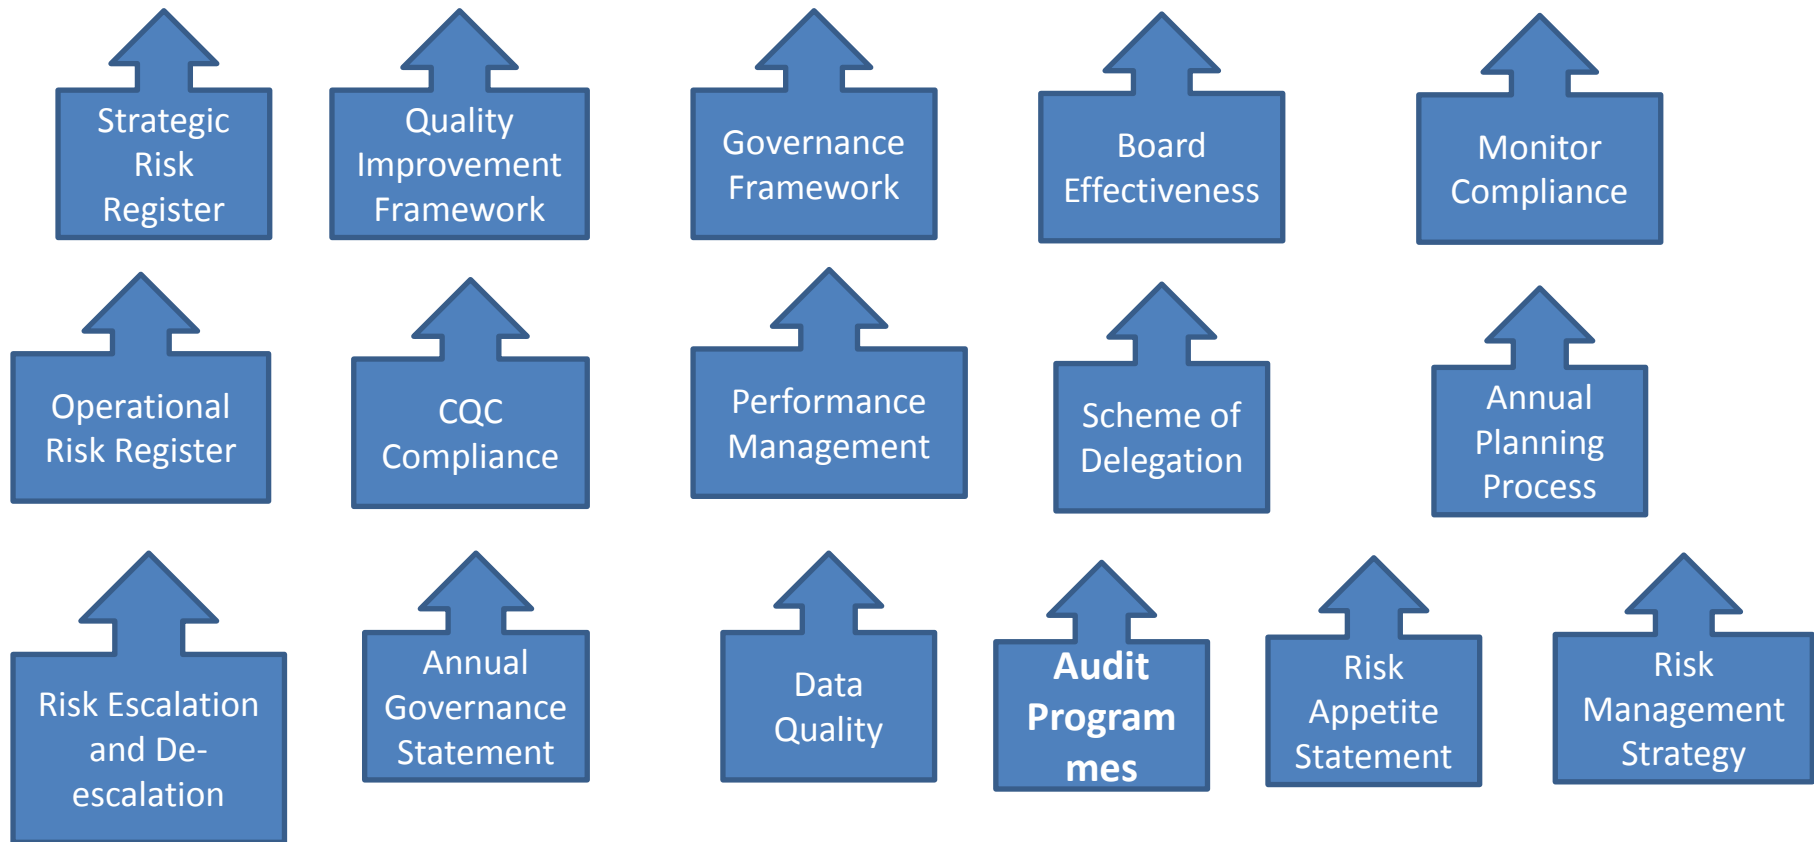 Strategic
Risk
Register
Quality
Improvement
Framework
Governance
Framework
Board
Effectiveness
Monitor
Compliance
Operational
Risk Register
CQC
Compliance
Performance
Management
Scheme of
Delegation
Annual
Planning
Process
Risk Escalation
and De-
escalation
Annual
Governance
Statement
Data
Quality
Audit
Program
mes
Risk
Appetite
Statement
Risk
Management
Strategy